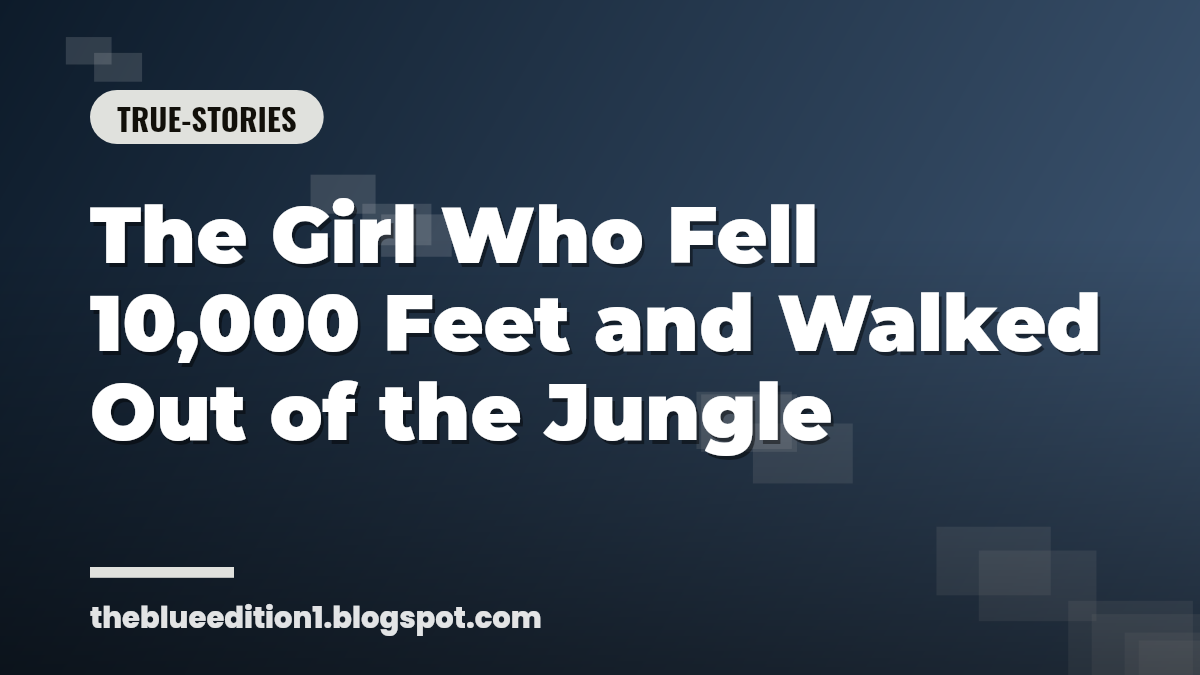 TRUE-STORIES
The Girl Who Fell
10,000 Feet and Walked
Out of the Jungle
theblueedition1.blogspot.com